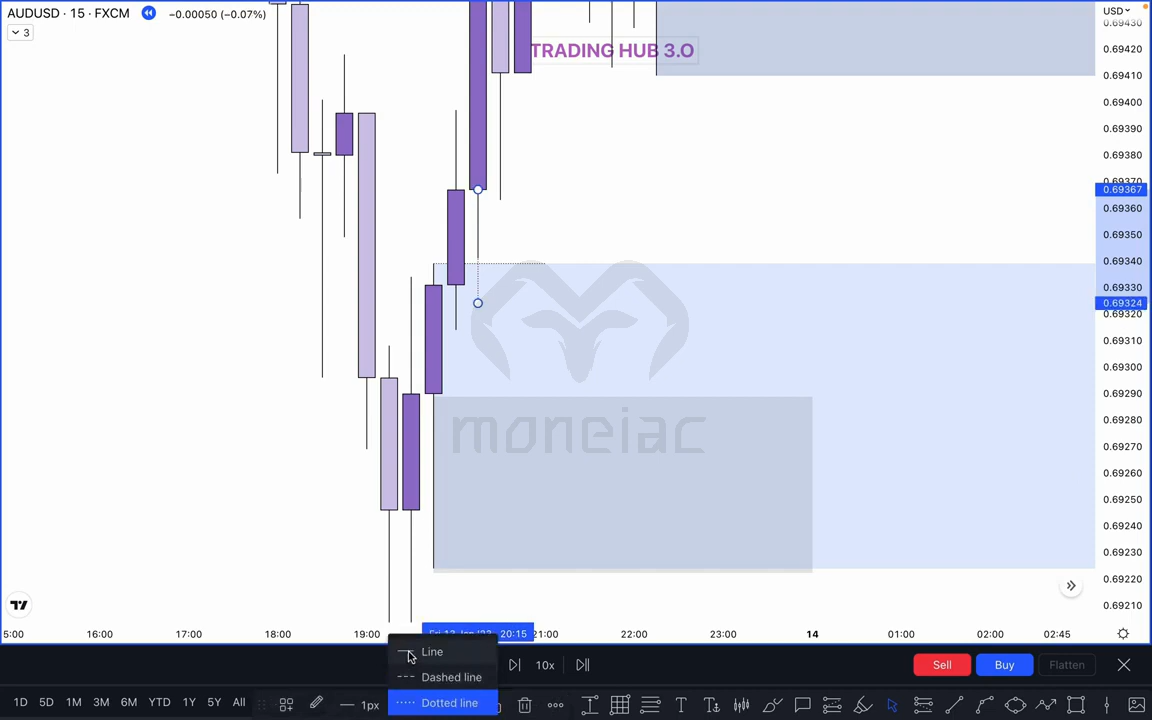 AUDUSD · 15 · FXCM
−0.00050 (−0.07%)
3
TRADING HUB 3.O
moneiac
USD
0.69430
0.69420
0.69410
0.69400
0.69390
0.69380
0.69370
0.69367
0.69360
0.69350
0.69340
0.69330
0.69324
0.69320
0.69310
0.69300
0.69290
0.69280
0.69270
0.69260
0.69250
0.69240
0.69230
0.69220
0.69210
5:00 16:00 17:00 18:00 19:00 20:15 21:00 22:00 23:00 14 01:00 02:00 02:45
Line
Dashed line
Dotted line
10x
Sell Buy Flatten
1D 5D 1M 3M 6M YTD 1Y 5Y All
1px